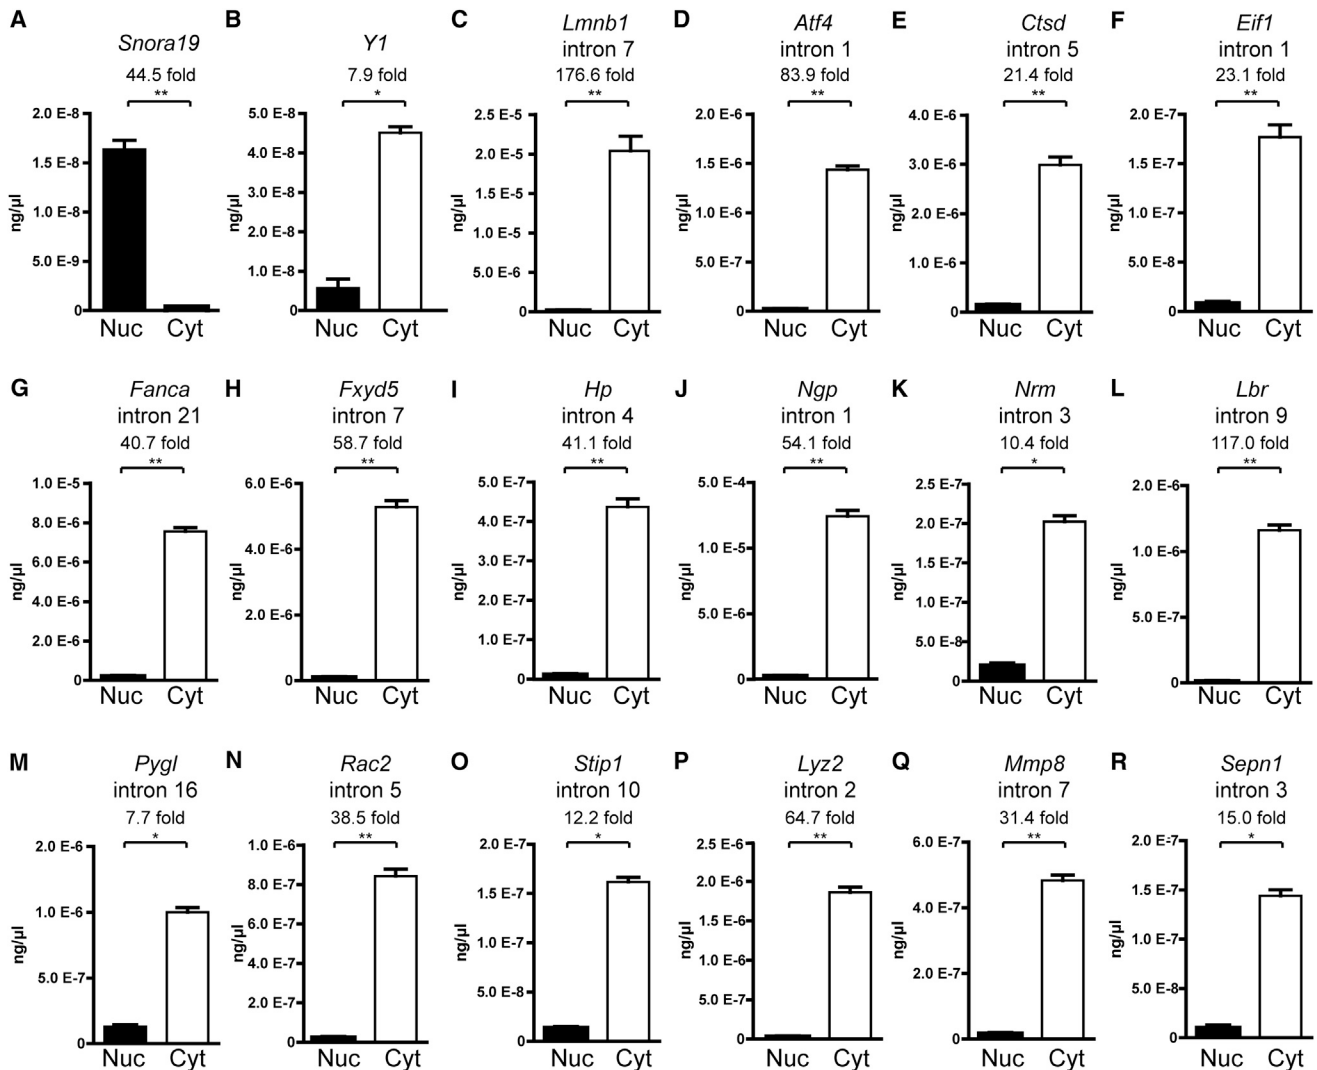 A
Snora19
44.5 fold
**
2.0 E-8
1.5 E-8
1.0 E-8
5.0 E-9
0
ng/µl
Nuc Cyt
B
Y1
7.9 fold
*
5.0 E-8
4.0 E-8
3.0 E-8
2.0 E-8
1.0 E-8
0
ng/µl
Nuc Cyt
C
Lmnb1
intron 7
176.6 fold
**
2.5 E-5
2.0 E-5
1.5 E-5
1.0 E-5
5.0 E-6
0
ng/µl
Nuc Cyt
D
Atf4
intron 1
83.9 fold
**
2.0 E-6
1.5 E-6
1.0 E-6
5.0 E-7
0
ng/µl
Nuc Cyt
E
Ctsd
intron 5
21.4 fold
**
4.0 E-6
3.0 E-6
2.0 E-6
1.0 E-6
0
ng/µl
Nuc Cyt
F
Eif1
intron 1
23.1 fold
**
2.0 E-7
1.5 E-7
1.0 E-7
5.0 E-8
0
ng/µl
Nuc Cyt
G
Fanca
intron 21
40.7 fold
**
1.0 E-5
8.0 E-6
6.0 E-6
4.0 E-6
2.0 E-6
0
ng/µl
Nuc Cyt
H
Fxyd5
intron 7
58.7 fold
**
6.0 E-6
4.0 E-6
2.0 E-6
0
ng/µl
Nuc Cyt
I
Hp
intron 4
41.1 fold
**
5.0 E-7
4.0 E-7
3.0 E-7
2.0 E-7
1.0 E-7
0
ng/µl
Nuc Cyt
J
Ngp
intron 1
54.1 fold
**
5.0 E-4
1.0 E-5
5.0 E-6
0
ng/µl
Nuc Cyt
K
Nrm
intron 3
10.4 fold
*
2.5 E-7
2.0 E-7
1.5 E-7
1.0 E-7
5.0 E-8
0
ng/µl
Nuc Cyt
L
Lbr
intron 9
117.0 fold
**
2.0 E-6
1.0 E-6
5.0 E-7
0
ng/µl
Nuc Cyt
M
Pygl
intron 16
7.7 fold
*
2.0 E-6
1.0 E-6
5.0 E-7
0
ng/µl
Nuc Cyt
N
Rac2
intron 5
38.5 fold
**
1.0 E-6
8.0 E-7
6.0 E-7
4.0 E-7
2.0 E-7
0
ng/µl
Nuc Cyt
O
Stip1
intron 10
12.2 fold
*
2.0 E-7
1.5 E-7
1.0 E-7
5.0 E-8
0
ng/µl
Nuc Cyt
P
Lyz2
intron 2
64.7 fold
**
2.5 E-6
2.0 E-6
1.5 E-6
1.0 E-6
5.0 E-7
0
ng/µl
Nuc Cyt
Q
Mmp8
intron 7
31.4 fold
**
6.0 E-7
4.0 E-7
2.0 E-7
0
ng/µl
Nuc Cyt
R
Sepn1
intron 3
15.0 fold
*
2.0 E-7
1.5 E-7
1.0 E-7
5.0 E-8
0
ng/µl
Nuc Cyt